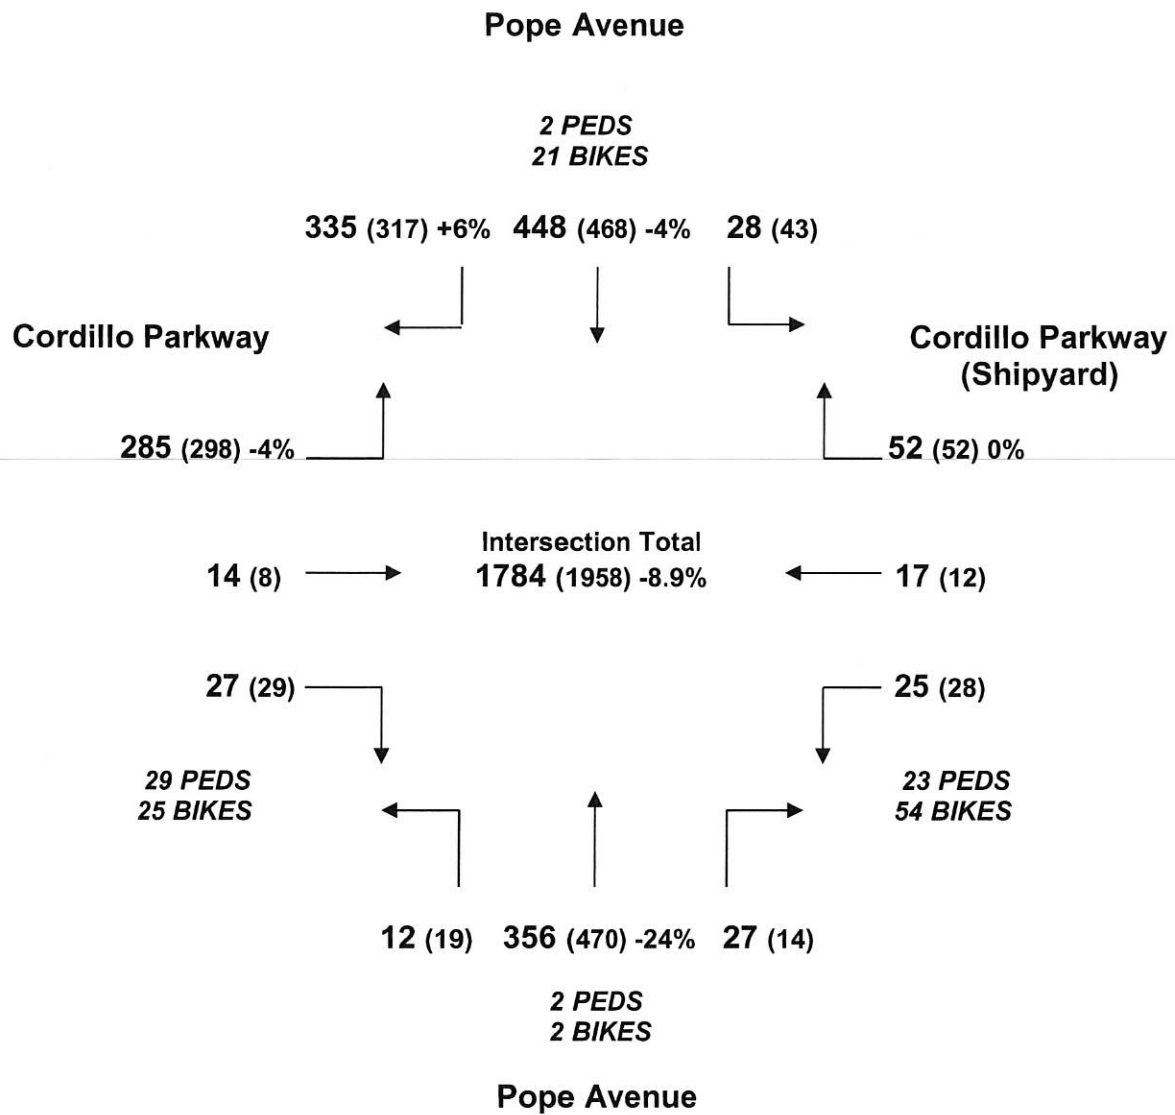 Pope Avenue
2 PEDS
21 BIKES
335 (317) +6% 448 (468) -4% 28 (43)
Cordillo Parkway
Cordillo Parkway
(Shipyard)
285 (298) -4%
52 (52) 0%
Intersection Total
14 (8)
1784 (1958) -8.9%
17 (12)
27 (29)
25 (28)
29 PEDS
25 BIKES
23 PEDS
54 BIKES
12 (19) 356 (470) -24% 27 (14)
2 PEDS
2 BIKES
Pope Avenue